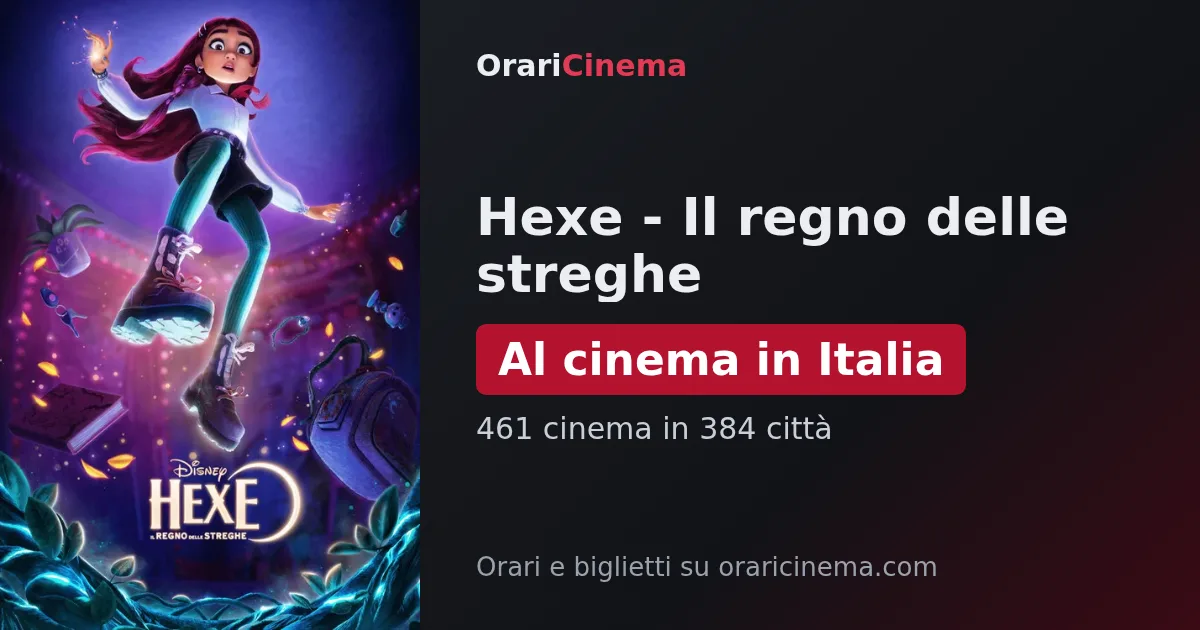 OrariCinema
Hexe - Il regno delle
streghe
Al cinema in Italia
461 cinema in 384 città
Orari e biglietti su oraricinema.com
Disney
HEXE
IL REGNO DELLE STREGHE